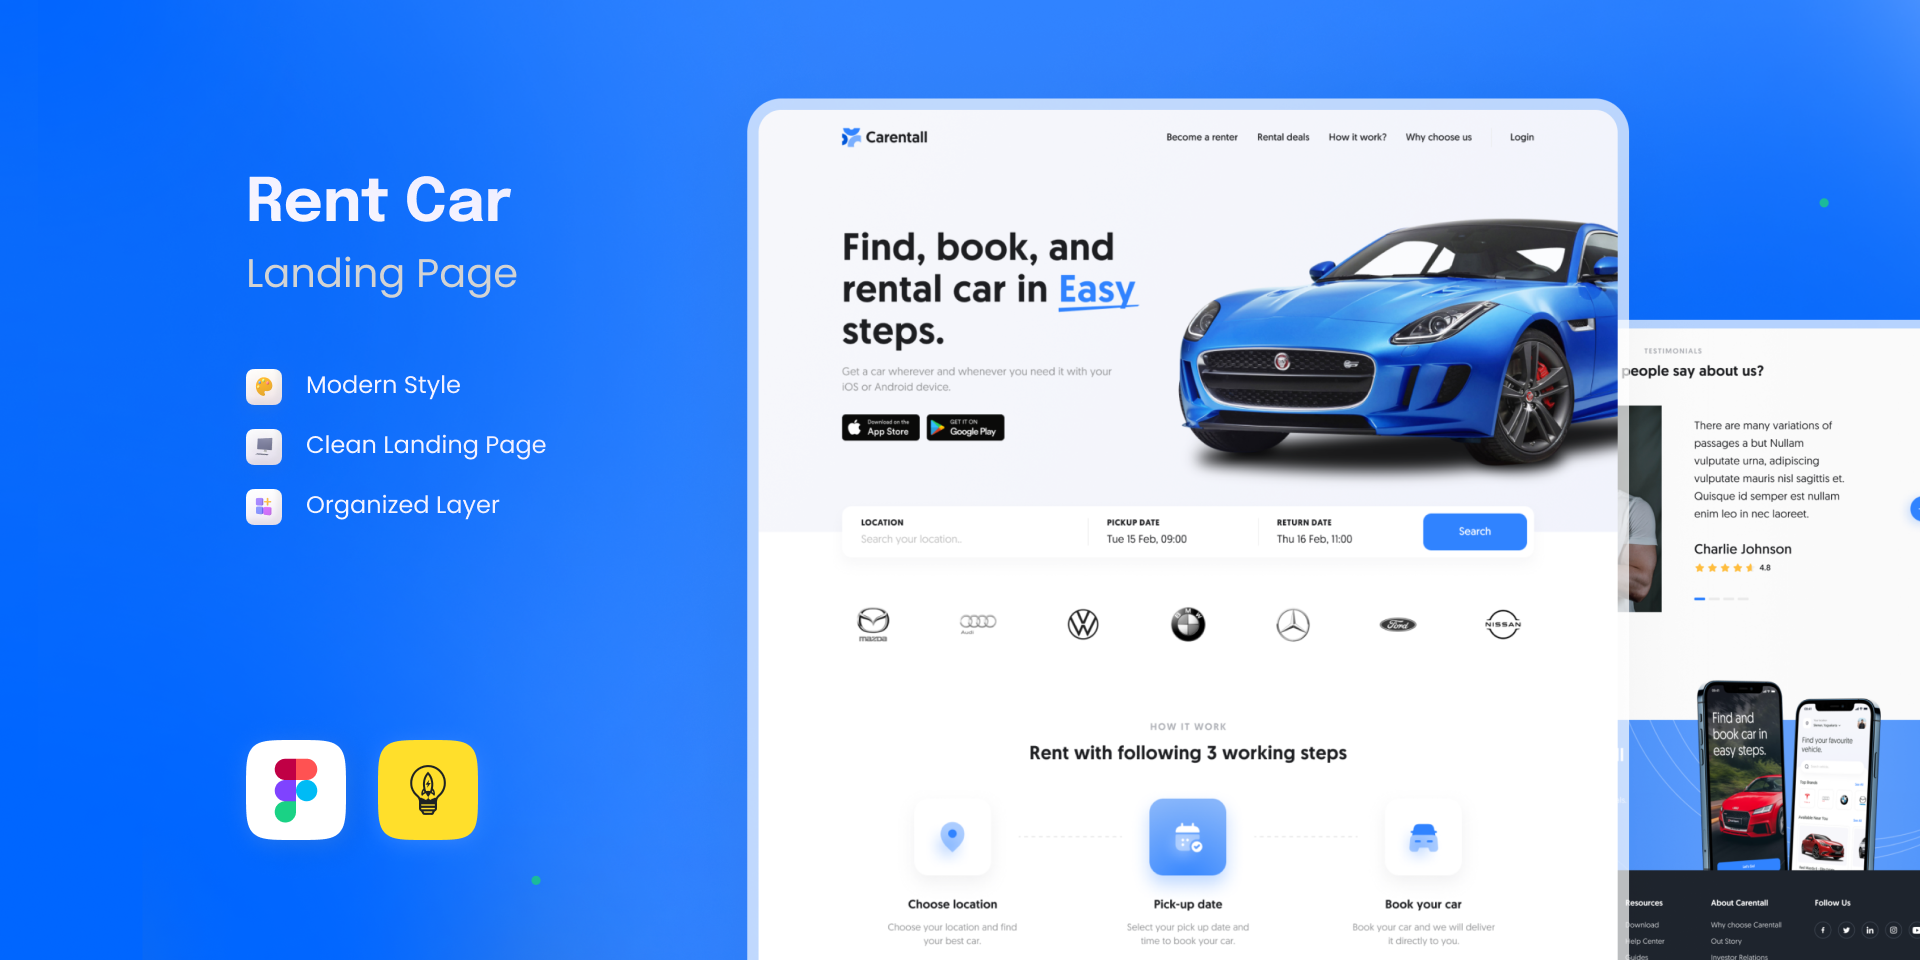 Rent Car
Landing Page
Modern Style
Clean Landing Page
Organized Layer
Carentall
Become a renter
Rental deals
How it work?
Why choose us
Login
Find, book, and
rental car in Easy
steps.
Get a car wherever and whenever you need it with your
iOS or Android device.
Download on the
App Store
GET IT ON
Google Play
LOCATION
Search your location..
PICKUP DATE
Tue 15 Feb, 09:00
RETURN DATE
Thu 16 Feb, 11:00
Search
mazda
Audi
BMW
Ford
NISSAN
HOW IT WORK
Rent with following 3 working steps
Choose location
Choose your location and find
your best car.
Pick-up date
Select your pick up date and
time to book your car.
Book your car
Book your car and we will deliver
it directly to you.
TESTIMONIALS
people say about us?
There are many variations of
passages a but Nullam
vulputate urna, adipiscing
vulputate mauris nisl sagittis et.
Quisque id semper est nullam
enim leo in nec laoreet.
Charlie Johnson
4.8
Find and
book car in
easy steps.
Find your favourite
vehicle.
Resources
Download
Help Center
Guides
About Carentall
Why choose Carentall
Out Story
Investor Relations
Follow Us